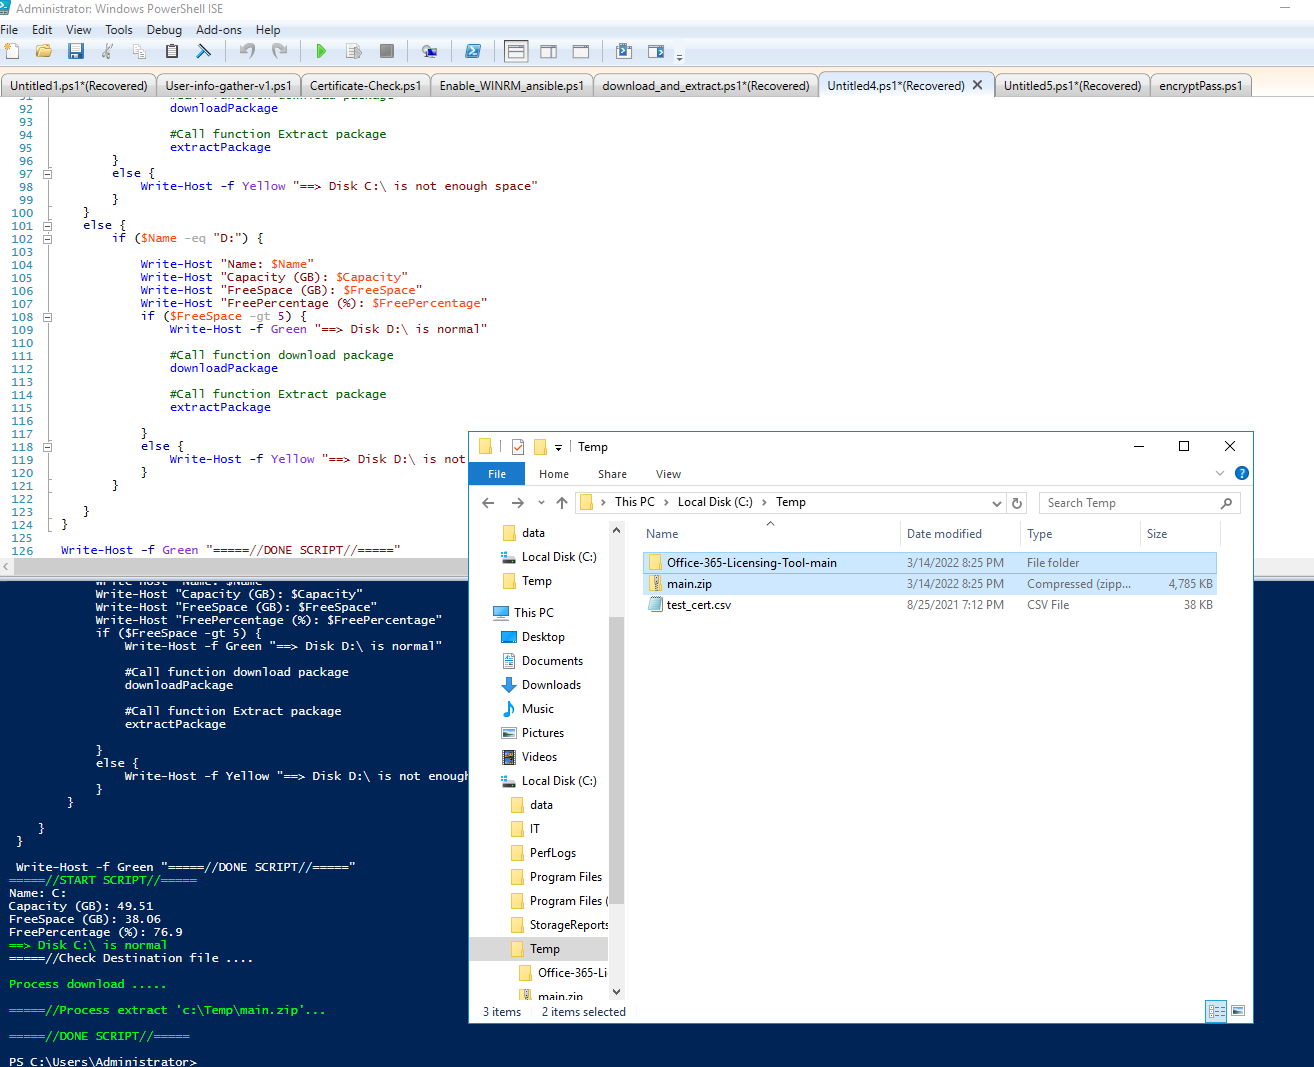 Administrator: Windows PowerShell ISE
File Edit View Tools Debug Add-ons Help
Untitled1.ps1*(Recovered) User-info-gather-v1.ps1 Certificate-Check.ps1 Enable_WINRM_ansible.ps1 download_and_extract.ps1*(Recovered) Untitled4.ps1*(Recovered) Untitled5.ps1*(Recovered) encryptPass.ps1
91 #Call function download package
92 downloadPackage
93
94 #Call function Extract package
95 extractPackage
96 }
97 else {
98 Write-Host -f Yellow "==> Disk C:\ is not enough space"
99 }
100 }
101 else {
102 if ($Name -eq "D:") {
103
104 Write-Host "Name: $Name"
105 Write-Host "Capacity (GB): $Capacity"
106 Write-Host "FreeSpace (GB): $FreeSpace"
107 Write-Host "FreePercentage (%): $FreePercentage"
108 if ($FreeSpace -gt 5) {
109 Write-Host -f Green "==> Disk D:\ is normal"
110
111 #Call function download package
112 downloadPackage
113
114 #Call function Extract package
115 extractPackage
116
117 }
118 else {
119 Write-Host -f Yellow "==> Disk D:\ is not
120 }
121 }
122
123 }
124 }
125
126 Write-Host -f Green "=====//DONE SCRIPT//====="
Write-Host "Name: $Name"
Write-Host "Capacity (GB): $Capacity"
Write-Host "FreeSpace (GB): $FreeSpace"
Write-Host "FreePercentage (%): $FreePercentage"
if ($FreeSpace -gt 5) {
Write-Host -f Green "==> Disk D:\ is normal"
#Call function download package
downloadPackage
#Call function Extract package
extractPackage
}
else {
Write-Host -f Yellow "==> Disk D:\ is not enough
}
}
}
}
Write-Host -f Green "=====//DONE SCRIPT//====="
=====//START SCRIPT//=====
Name: C:
Capacity (GB): 49.51
FreeSpace (GB): 38.06
FreePercentage (%): 76.9
==> Disk C:\ is normal
=====//Check Destination file ....
Process download .....
=====//Process extract 'c:\Temp\main.zip'...
=====//DONE SCRIPT//=====
PS C:\Users\Administrator>
Temp
File Home Share View
This PC Local Disk (C:) Temp Search Temp
Name Date modified Type Size
Office-365-Licensing-Tool-main 3/14/2022 8:25 PM File folder
main.zip 3/14/2022 8:25 PM Compressed (zipp... 4,785 KB
test_cert.csv 8/25/2021 7:12 PM CSV File 38 KB
data
Local Disk (C:)
Temp
This PC
Desktop
Documents
Downloads
Music
Pictures
Videos
Local Disk (C:)
data
IT
PerfLogs
Program Files
Program Files (
StorageReports
Temp
Office-365-Li
main.zip
3 items 2 items selected